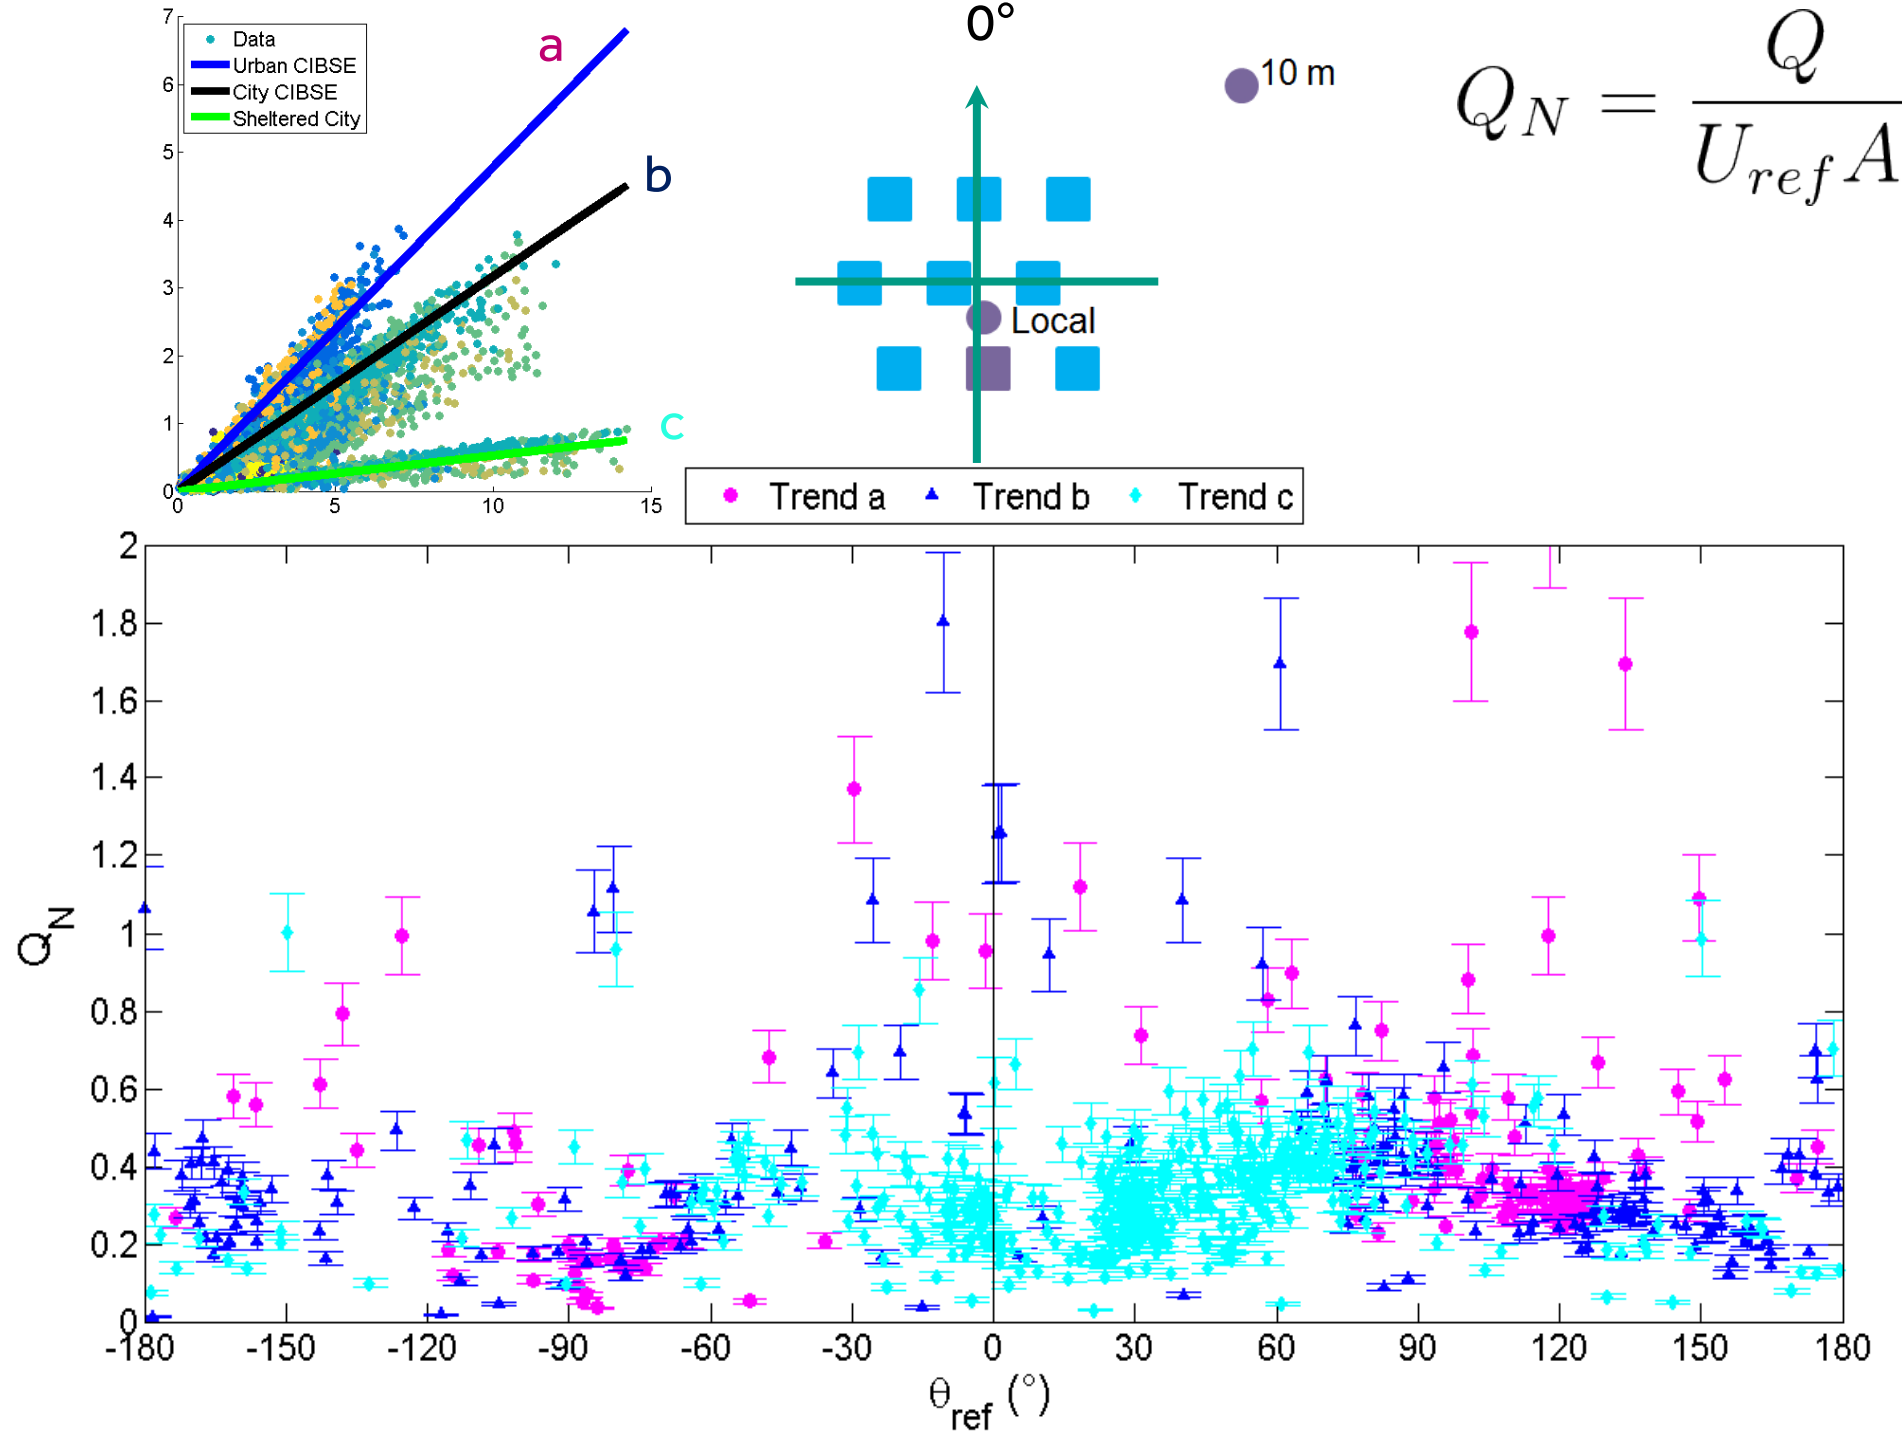 7
6
5
4
3
2
1
0
0 5 10 15
Data
Urban CIBSE
City CIBSE
Sheltered City
a
b
c
0°
10 m
Local
Q_N = Q / U_ref A
Trend a Trend b Trend c
2
1.8
1.6
1.4
1.2
1
0.8
0.6
0.4
0.2
0
Q_N
-180 -150 -120 -90 -60 -30 0 30 60 90 120 150 180
θ_ref (°)